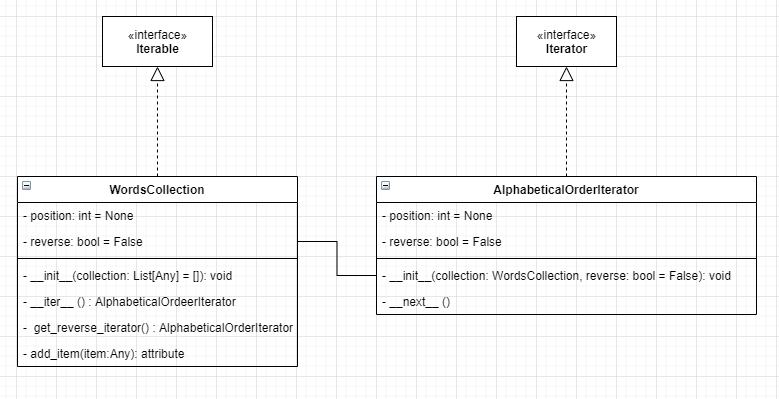 «interface»
Iterable
«interface»
Iterator
WordsCollection
- position: int = None
- reverse: bool = False
- __init__(collection: List[Any] = []): void
- __iter__ () : AlphabeticalOrdeerIterator
- get_reverse_iterator() : AlphabeticalOrderIterator
- add_item(item:Any): attribute
AlphabeticalOrderIterator
- position: int = None
- reverse: bool = False
- __init__(collection: WordsCollection, reverse: bool = False): void
- __next__ ()